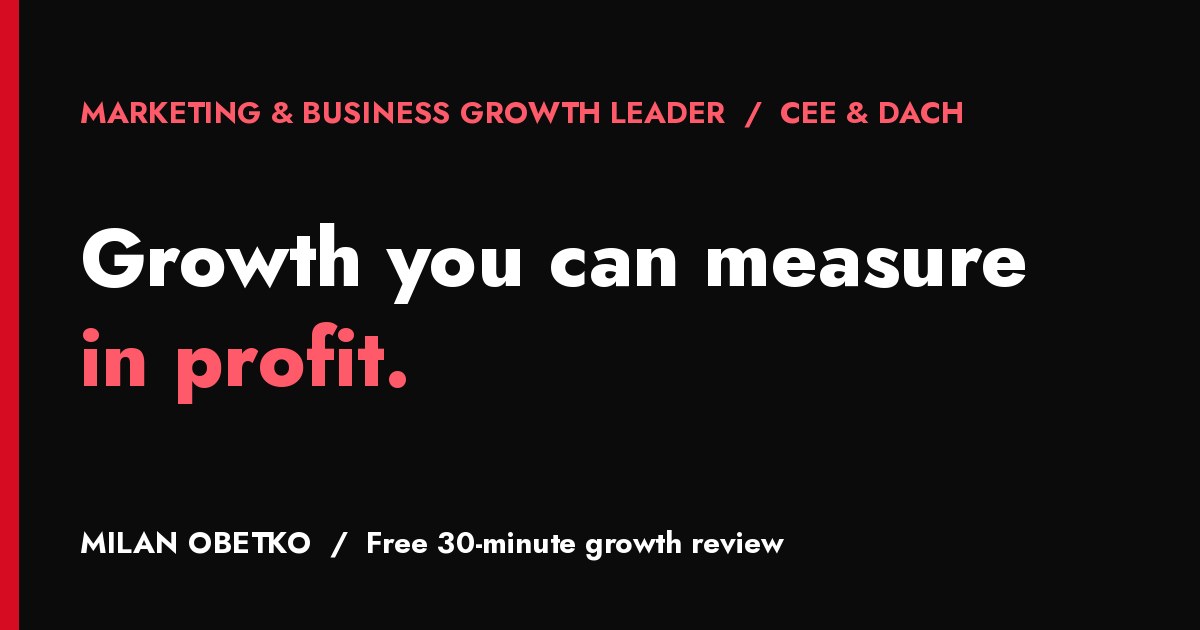 MARKETING & BUSINESS GROWTH LEADER / CEE & DACH
Growth you can measure
in profit.
MILAN OBETKO / Free 30-minute growth review